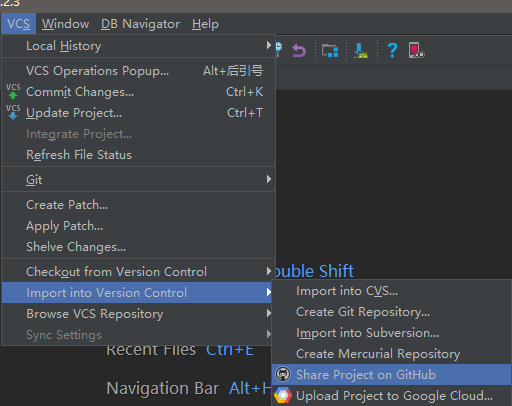 .2.3
VCS Window DB Navigator Help
Local History
VCS Operations Popup... Alt+后引号
VCS Commit Changes... Ctrl+K
VCS Update Project... Ctrl+T
Integrate Project...
Refresh File Status
Git
Create Patch...
Apply Patch...
Shelve Changes...
ouble Shift
Checkout from Version Control
Import into Version Control
Browse VCS Repository
Sync Settings
Import into CVS...
Create Git Repository...
Import into Subversion...
Create Mercurial Repository
Share Project on GitHub
Upload Project to Google Cloud...
Recent Files Ctrl+E
Navigation Bar Alt+H